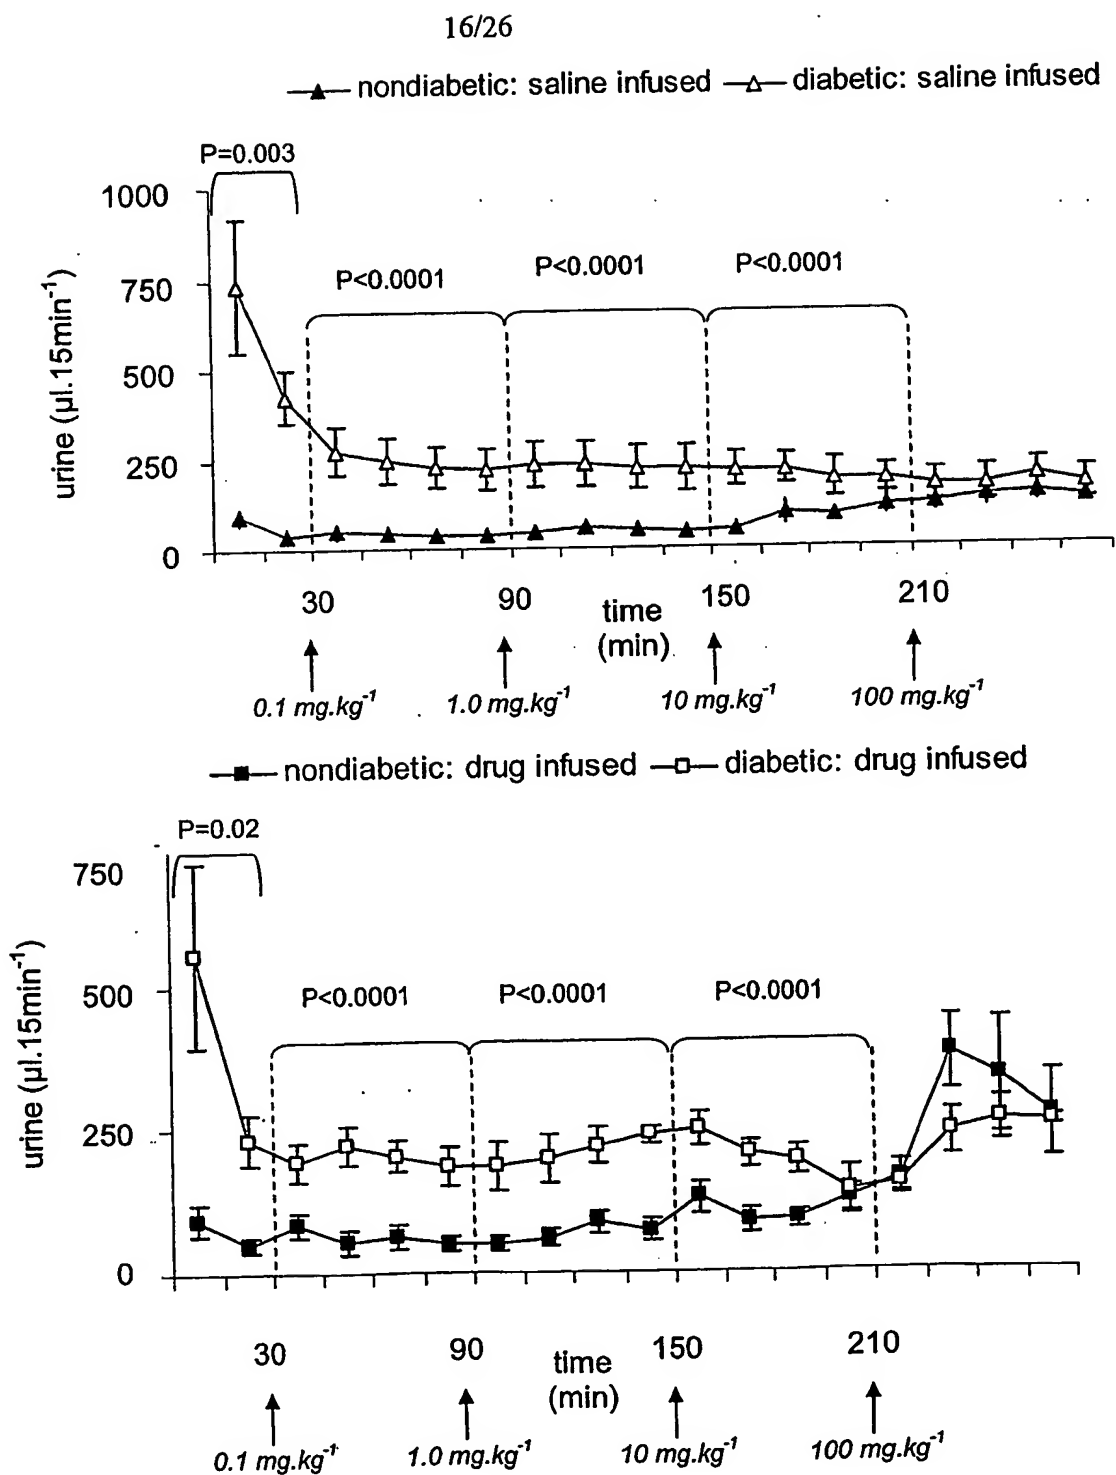 16/26
nondiabetic: saline infused diabetic: saline infused
P=0.003
1000
750
500
250
0
urine (µl.15min⁻¹)
P<0.0001 P<0.0001 P<0.0001
30 90 150 210
time
(min)
0.1 mg.kg⁻¹ 1.0 mg.kg⁻¹ 10 mg.kg⁻¹ 100 mg.kg⁻¹
nondiabetic: drug infused diabetic: drug infused
P=0.02
750
500
250
0
urine (µl.15min⁻¹)
P<0.0001 P<0.0001 P<0.0001
30 90 150 210
time
(min)
0.1 mg.kg⁻¹ 1.0 mg.kg⁻¹ 10 mg.kg⁻¹ 100 mg.kg⁻¹